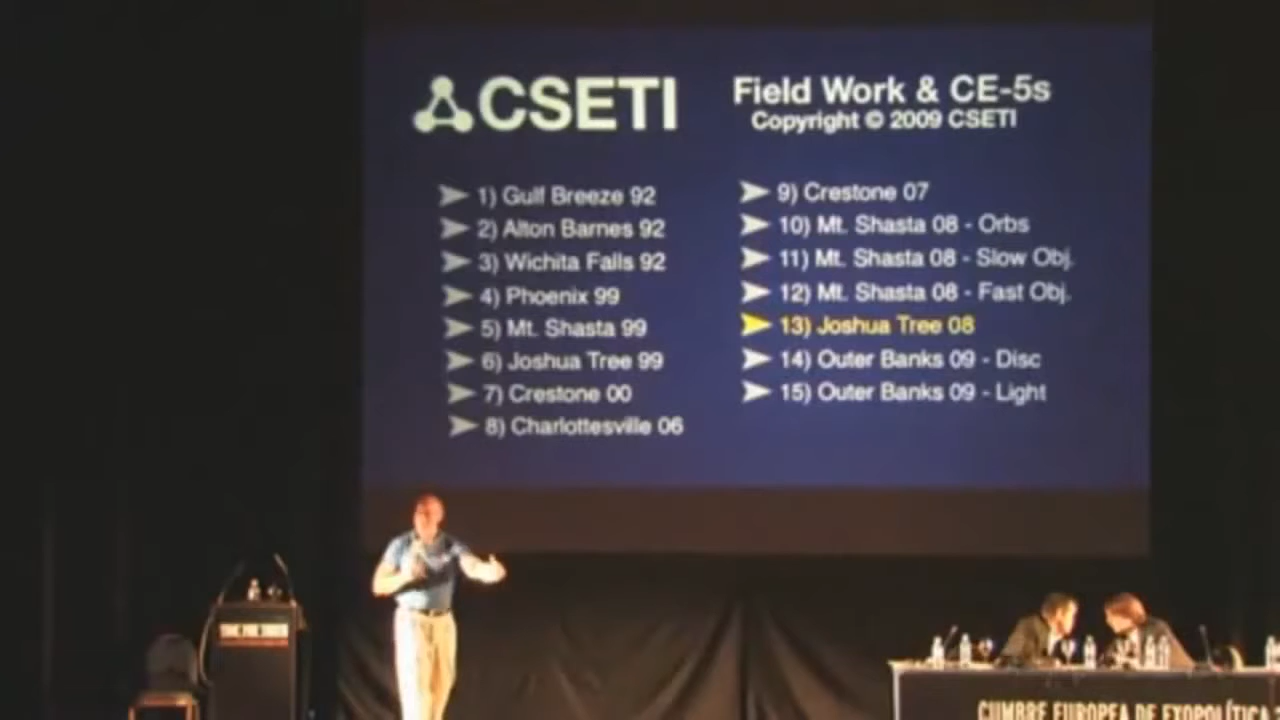 CSETI
Field Work & CE-5s
Copyright © 2009 CSETI
1) Gulf Breeze 92
2) Alton Barnes 92
3) Wichita Falls 92
4) Phoenix 99
5) Mt. Shasta 99
6) Joshua Tree 99
7) Crestone 00
8) Charlottesville 06
9) Crestone 07
10) Mt. Shasta 08 - Orbs
11) Mt. Shasta 08 - Slow Obj.
12) Mt. Shasta 08 - Fast Obj.
13) Joshua Tree 08
14) Outer Banks 09 - Disc
15) Outer Banks 09 - Light
CUMBRE EUROPEA DE EXOPOLÍTICA